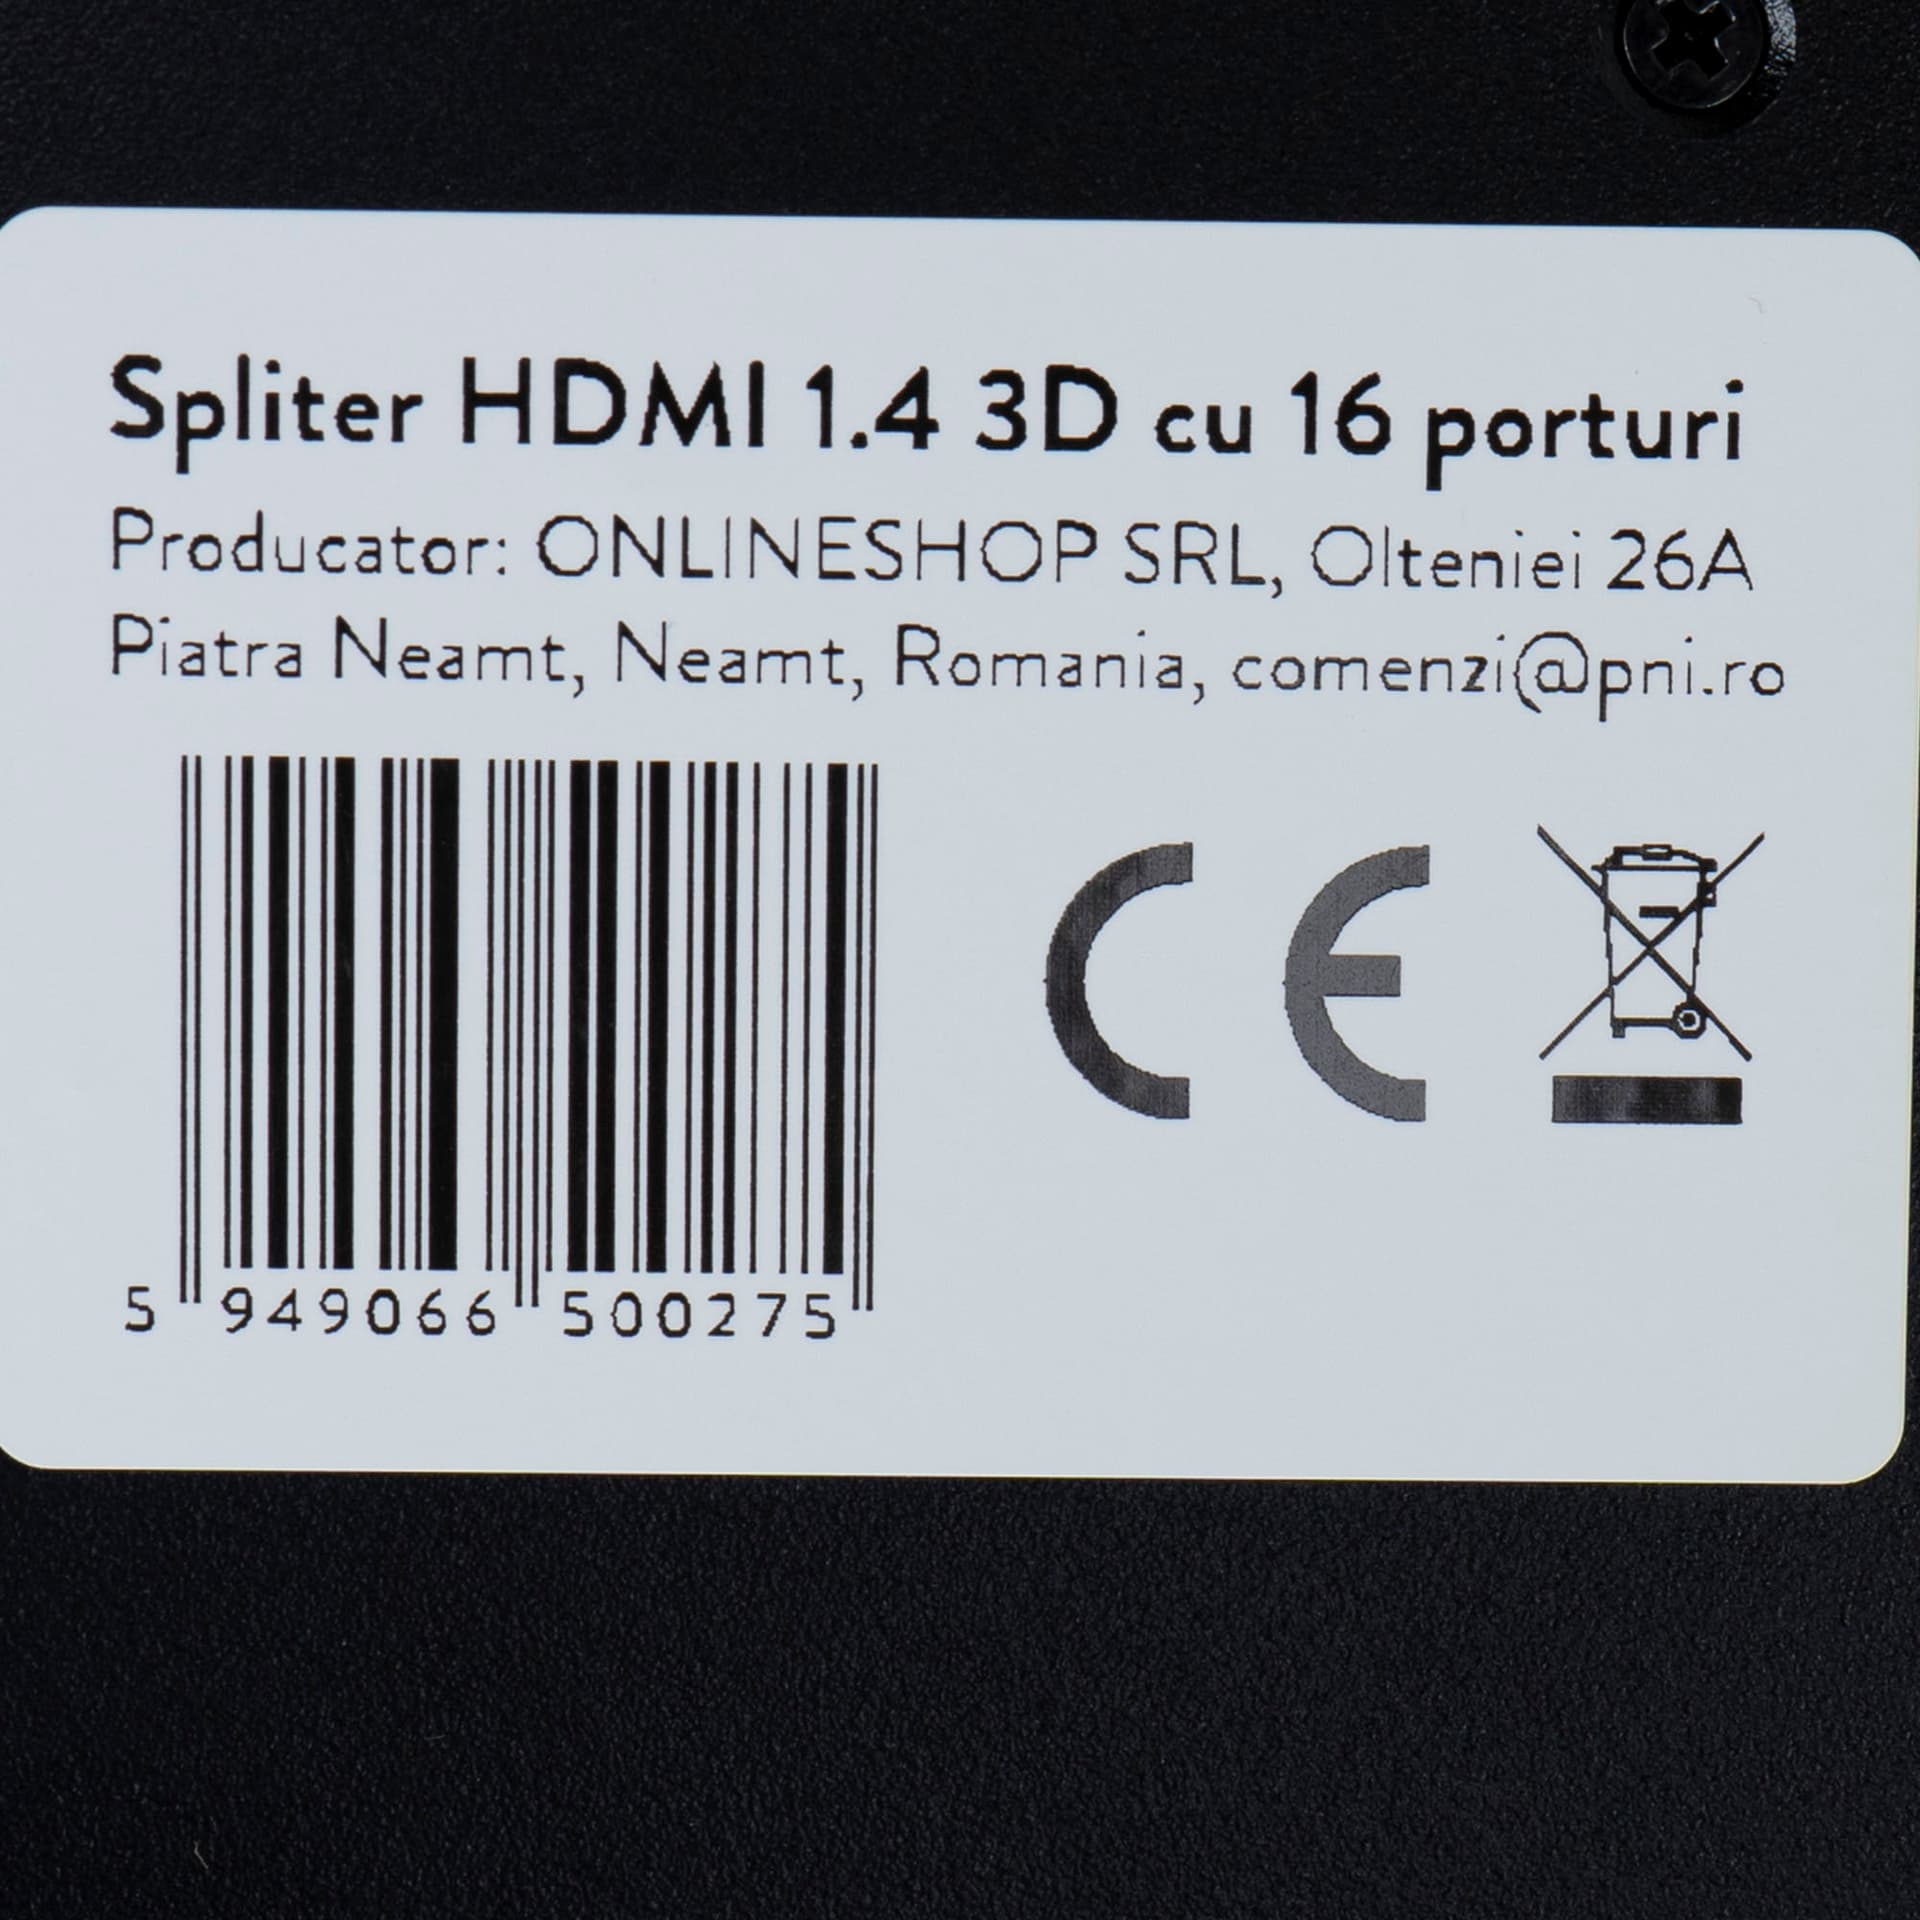 Spliter HDMI 1.4 3D cu 16 porturi
Producator: ONLINESHOP SRL, Olteniei 26A
Piatra Neamt, Neamt, Romania, comenzi@pni.ro
CE
5 949066 500275